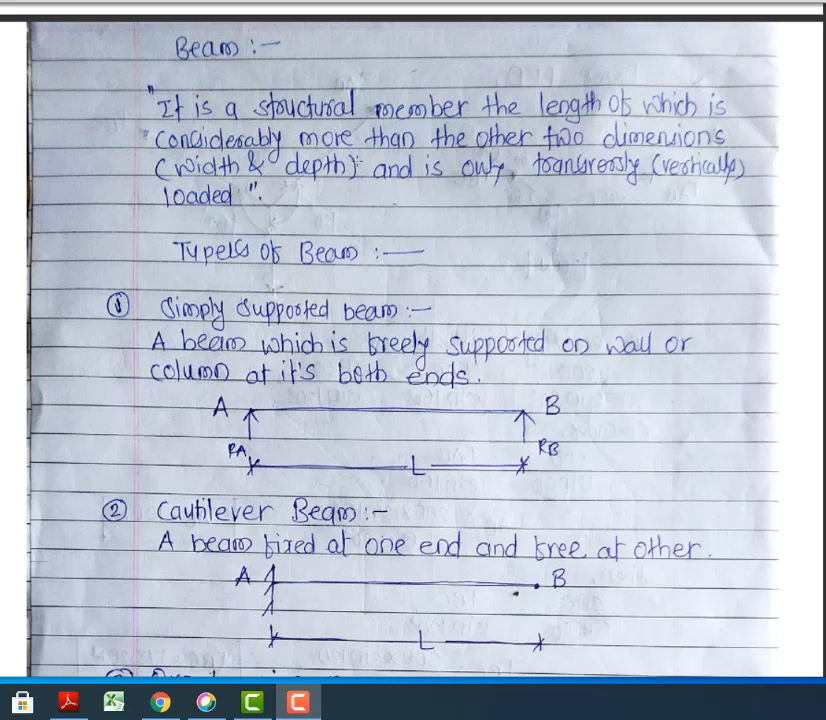 Beam :-
"It is a structural member the length of which is
considerably more than the other two dimensions
(width & depth) and is only, transversly (vertically)
loaded".
Types of Beam :—
① Simply Supported beam :-
A beam which is freely supported on wall or
column at it's both ends.
A B
RA RB
L
② Cantilever Beam :-
A beam fixed at one end and free at other.
A B
L